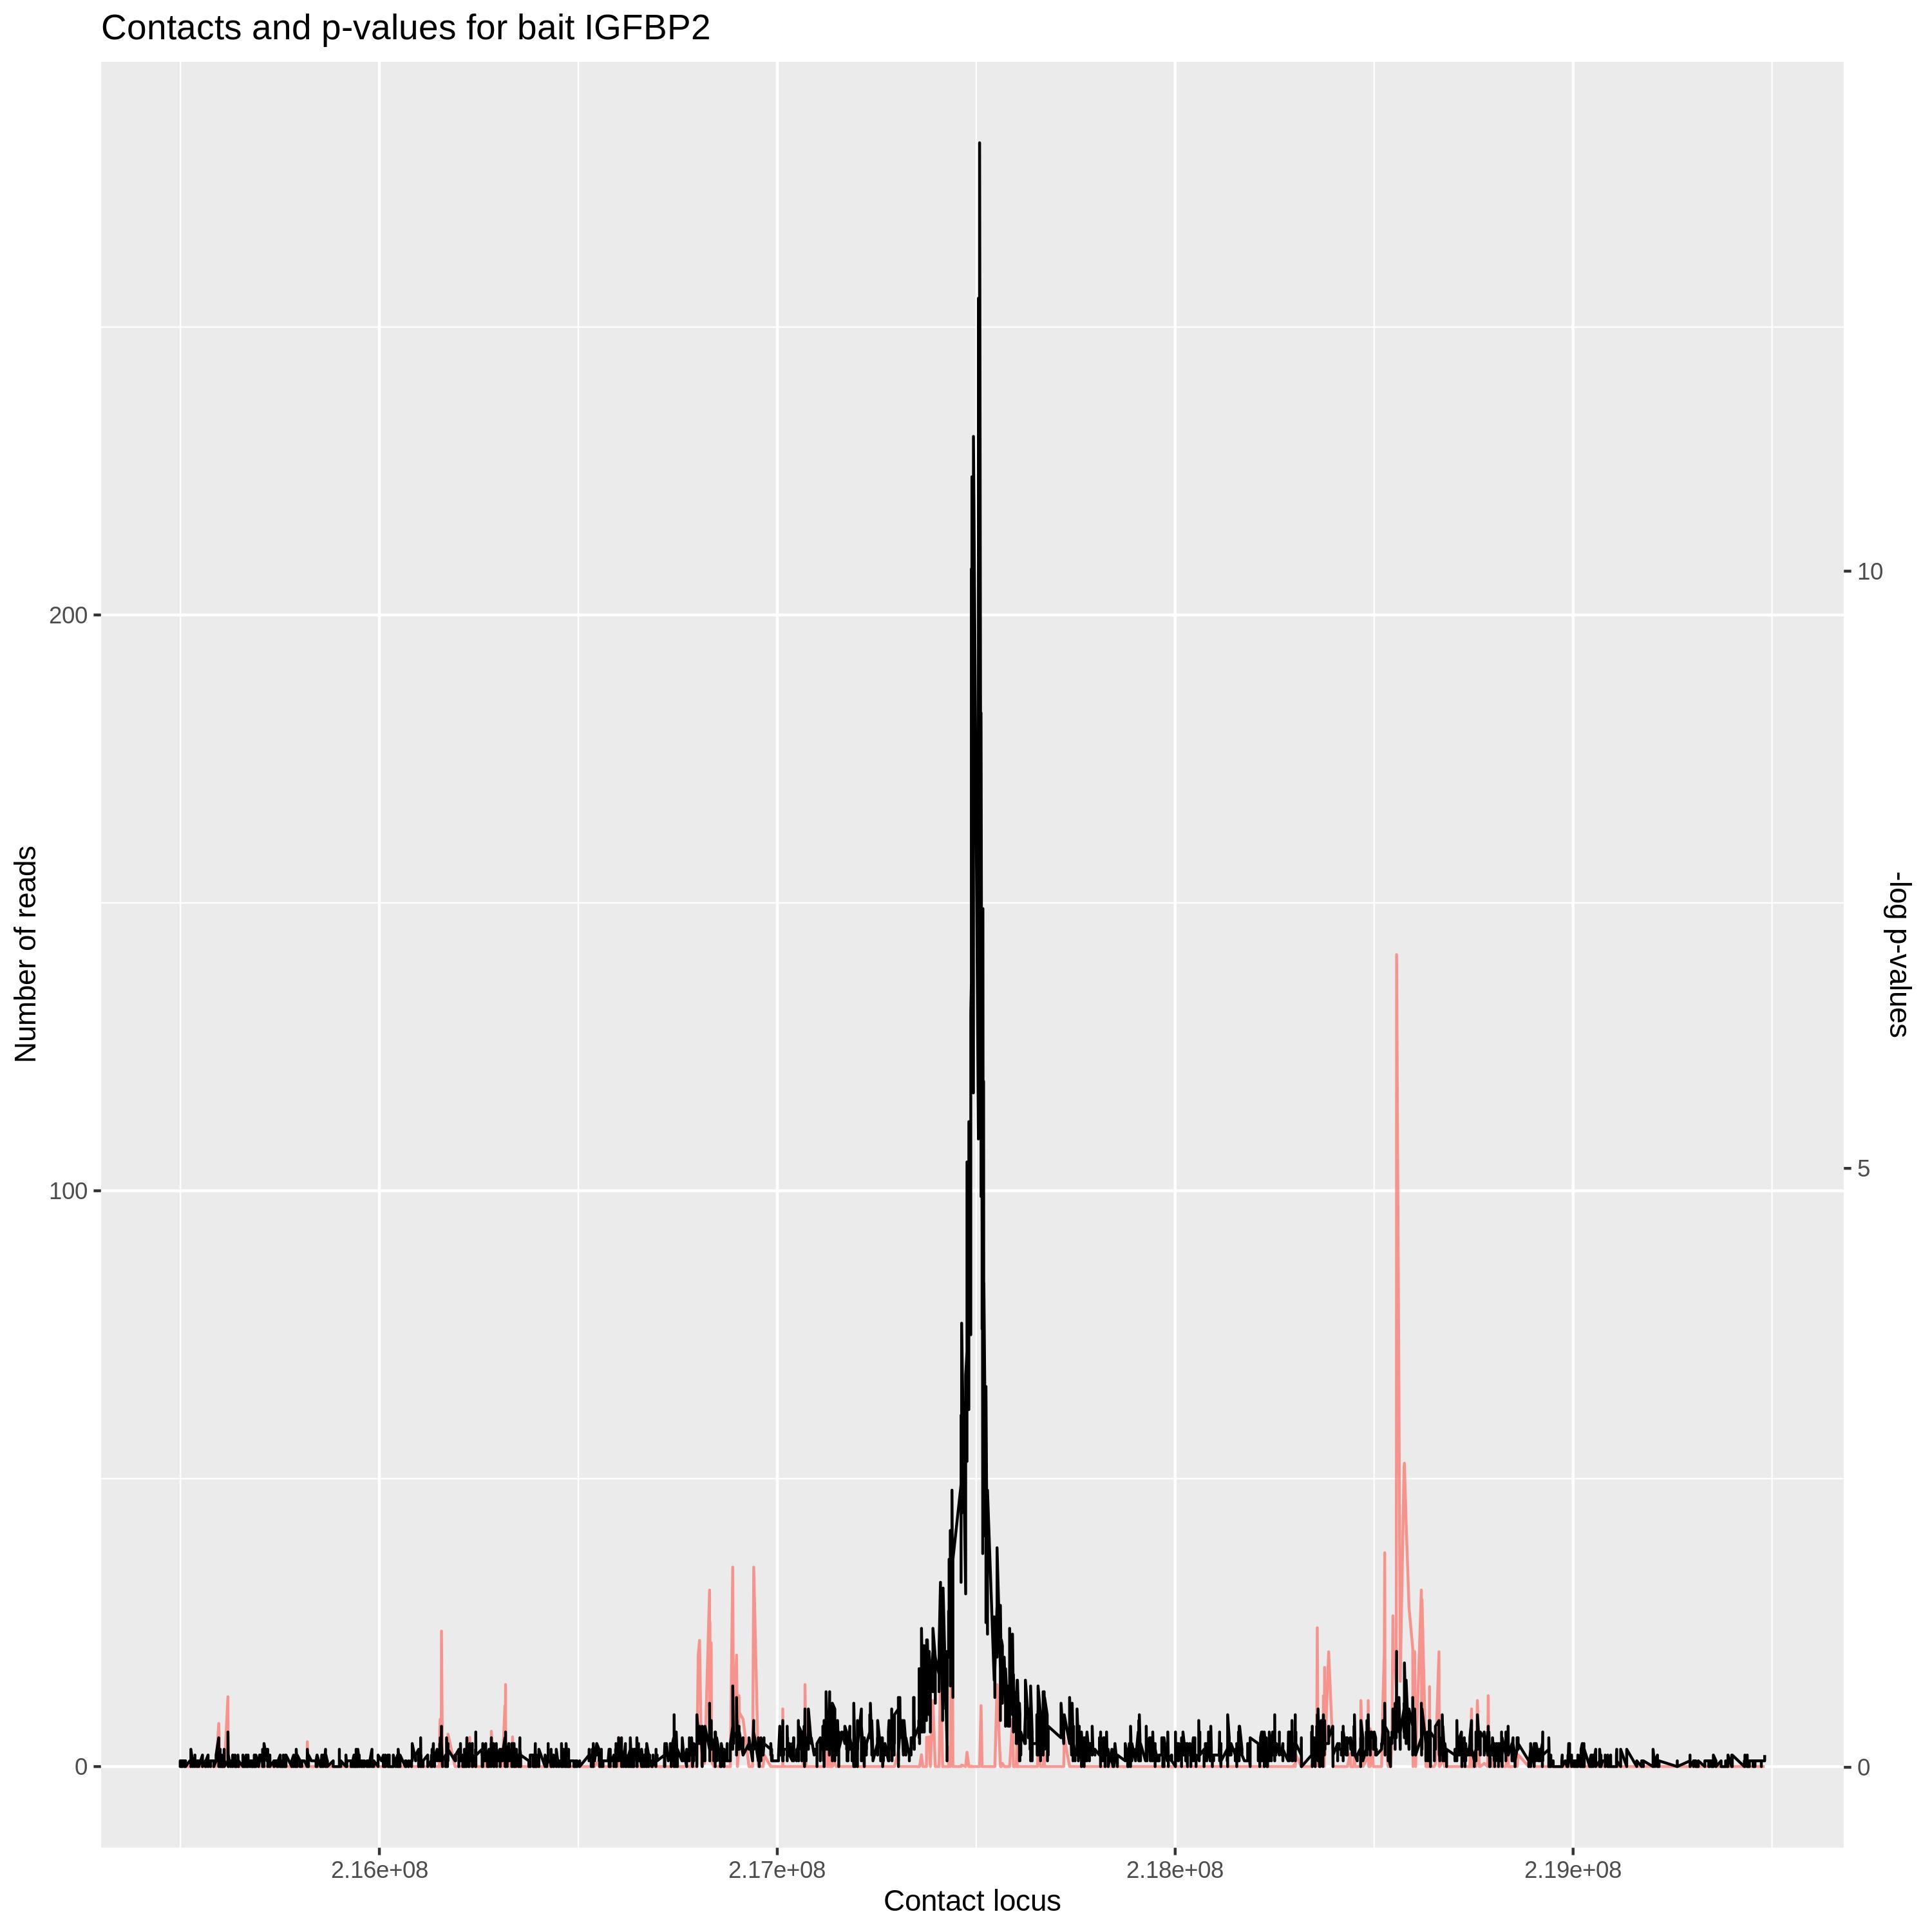 Contacts and p-values for bait IGFBP2
200
100
0
Number of reads
10
5
0
-log p-values
2.16e+08
2.17e+08
2.18e+08
2.19e+08
Contact locus